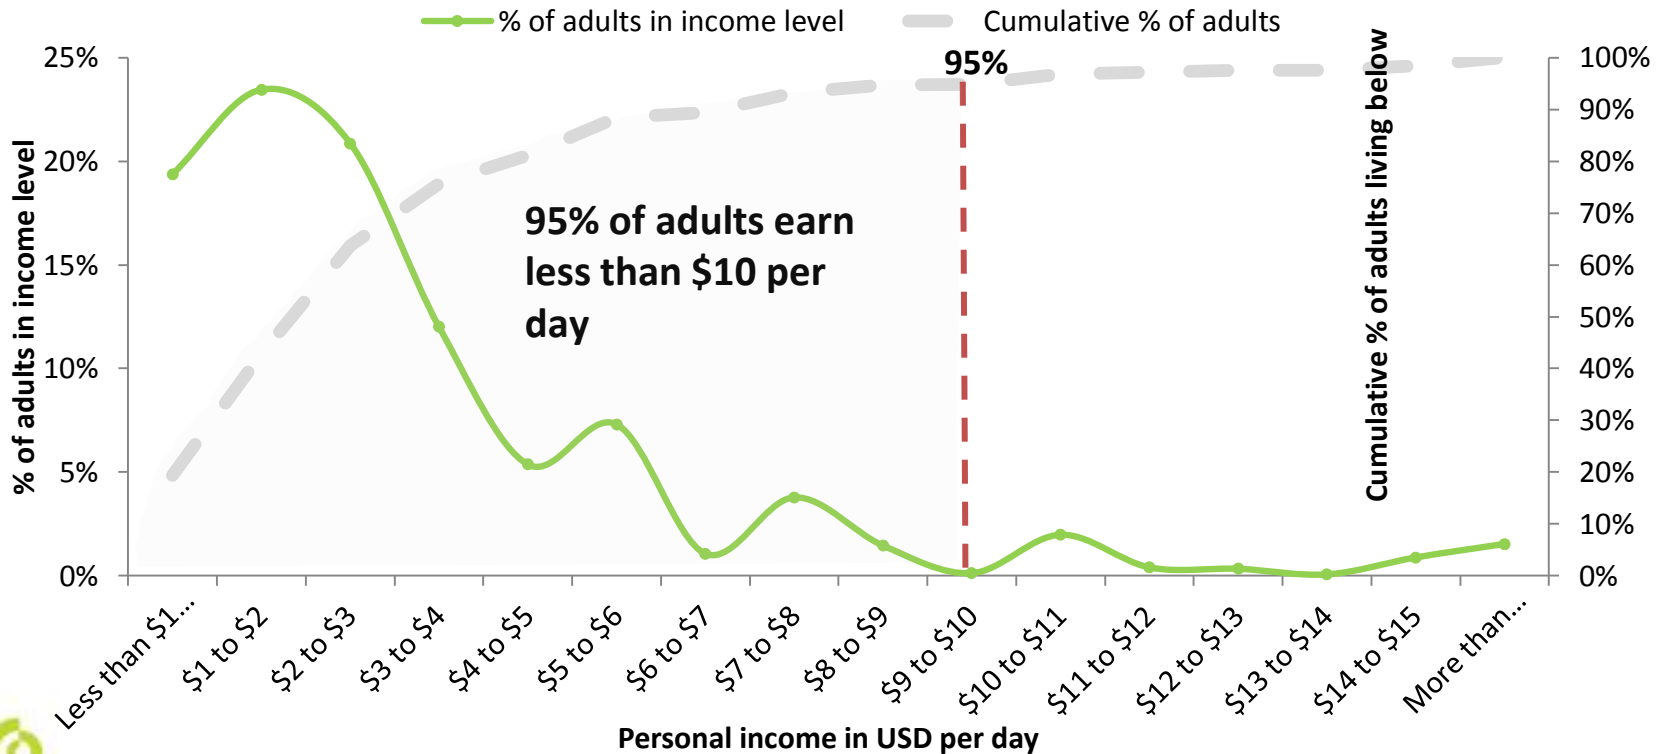 % of adults in income level
Cumulative % of adults
25%
20%
15%
10%
5%
0%
% of adults in income level
95%
95% of adults earn
less than $10 per
day
100%
90%
80%
70%
60%
50%
40%
30%
20%
10%
0%
Cumulative % of adults living below
Less than $1...
$1 to $2
$2 to $3
$3 to $4
$4 to $5
$5 to $6
$6 to $7
$7 to $8
$8 to $9
$9 to $10
$10 to $11
$11 to $12
$12 to $13
$13 to $14
$14 to $15
More than...
Personal income in USD per day